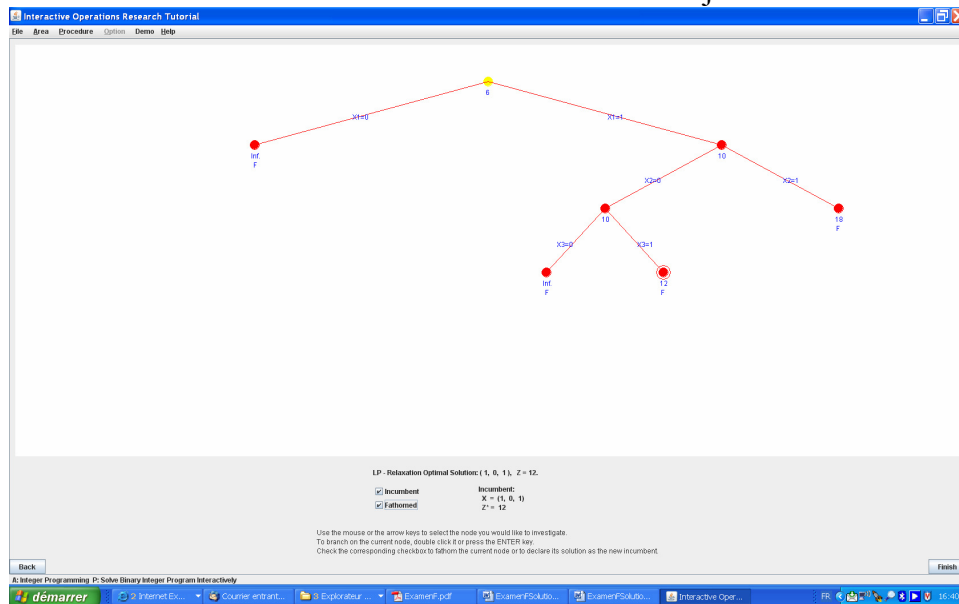 Interactive Operations Research Tutorial
File Area Procedure Option Demo Help
6
X1=0 X1=1
Inf.
F
10
X2=0 X2=1
10
18
F
X3=0 X3=1
Inf.
F
12
F
LP - Relaxation Optimal Solution: ( 1, 0, 1 ), Z = 12.
Incumbent
Fathomed
Incumbent:
X = (1, 0, 1)
Z* = 12
Use the mouse or the arrow keys to select the node you would like to investigate.
To branch on the current node, double click it or press the ENTER key.
Check the corresponding checkbox to fathom the current node or to declare its solution as the new incumbent.
Back Finish
A: Integer Programming P: Solve Binary Integer Program Interactively
démarrer 2 Internet Ex... Courrier entrant... 3 Explorateur ... ExamenF.pdf ExamenFSolutio... ExamenFSolutio... Interactive Oper... FR 16:40